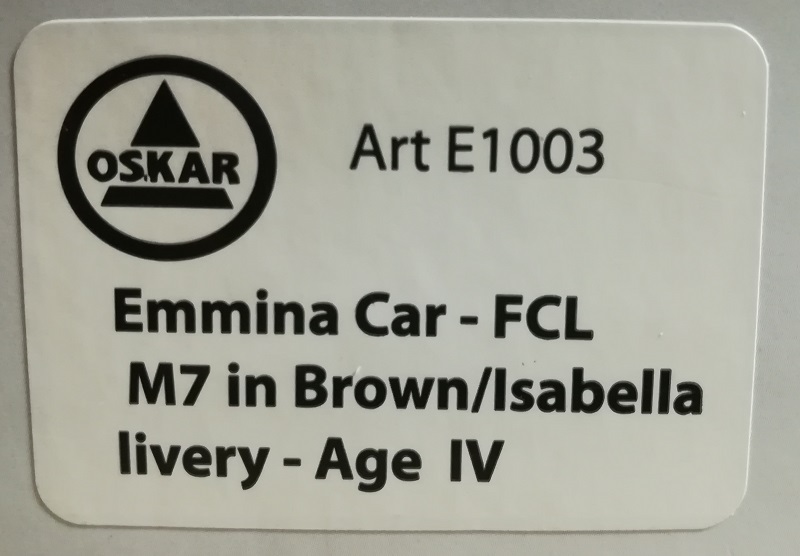 OSKAR
Art E1003
Emmina Car - FCL
M7 in Brown/Isabella
livery - Age IV